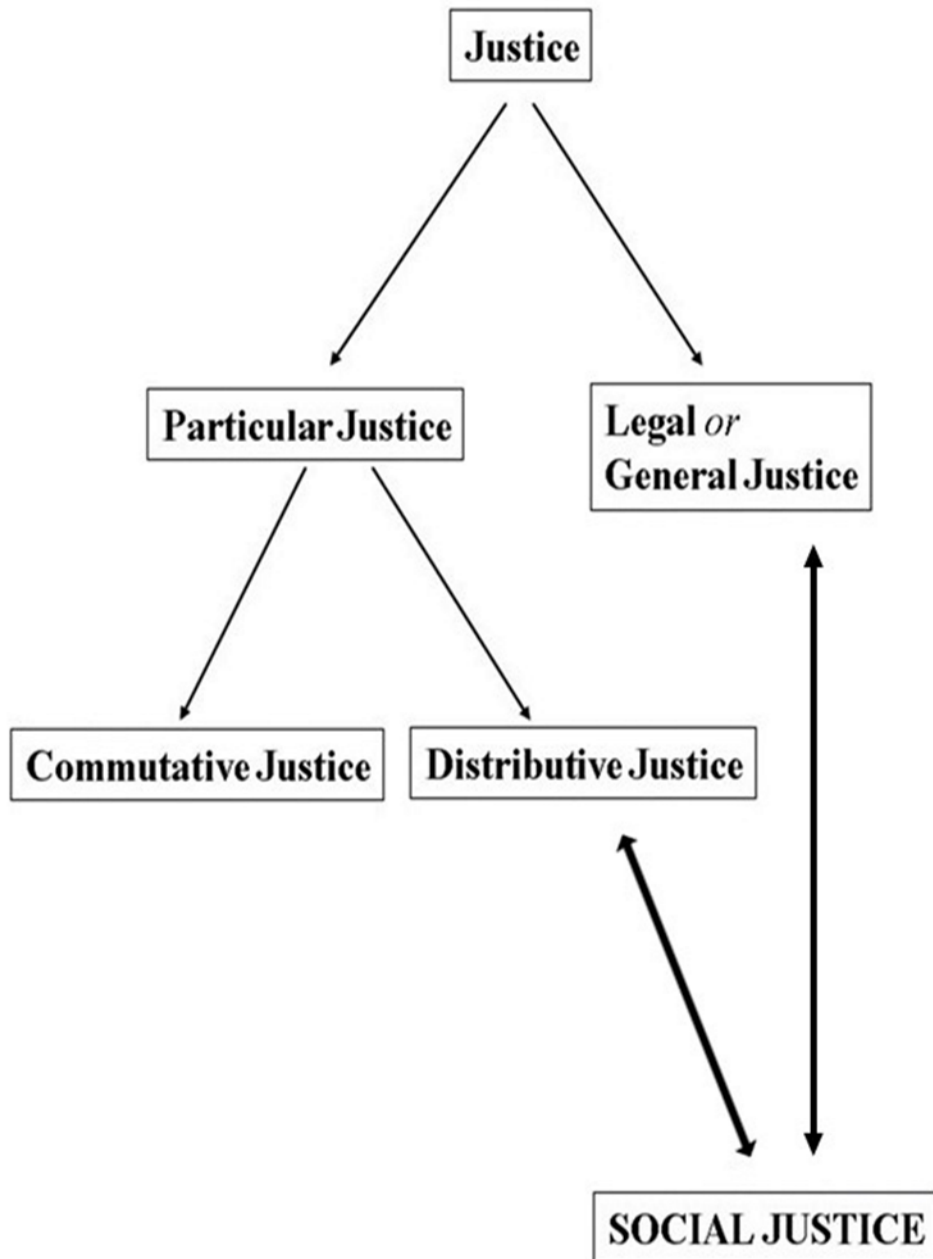 Justice
Particular Justice
Legal or
General Justice
Commutative Justice
Distributive Justice
SOCIAL JUSTICE